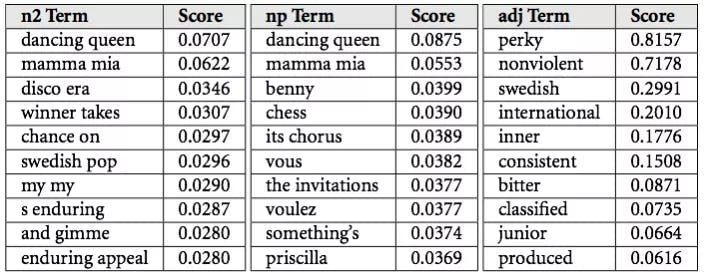 n2 Term Score np Term Score adj Term Score
dancing queen 0.0707 dancing queen 0.0875 perky 0.8157
mamma mia 0.0622 mamma mia 0.0553 nonviolent 0.7178
disco era 0.0346 benny 0.0399 swedish 0.2991
winner takes 0.0307 chess 0.0390 international 0.2010
chance on 0.0297 its chorus 0.0389 inner 0.1776
swedish pop 0.0296 vous 0.0382 consistent 0.1508
my my 0.0290 the invitations 0.0377 bitter 0.0871
s enduring 0.0287 voulez 0.0377 classified 0.0735
and gimme 0.0280 something's 0.0374 junior 0.0664
enduring appeal 0.0280 priscilla 0.0369 produced 0.0616